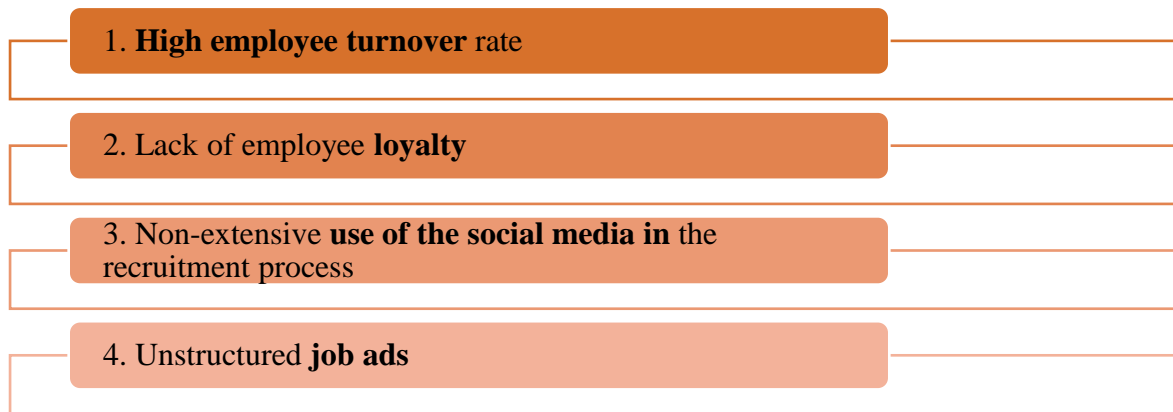 1. High employee turnover rate
2. Lack of employee loyalty
3. Non-extensive use of the social media in the
recruitment process
4. Unstructured job ads